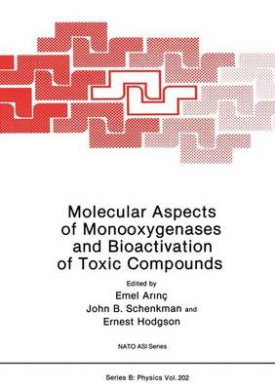 Molecular Aspects
of Monooxygenases
and Bioactivation
of Toxic Compounds
Edited by
Emel Arınç
John B. Schenkman and
Ernest Hodgson
NATO ASI Series
Series B: Physics Vol. 202